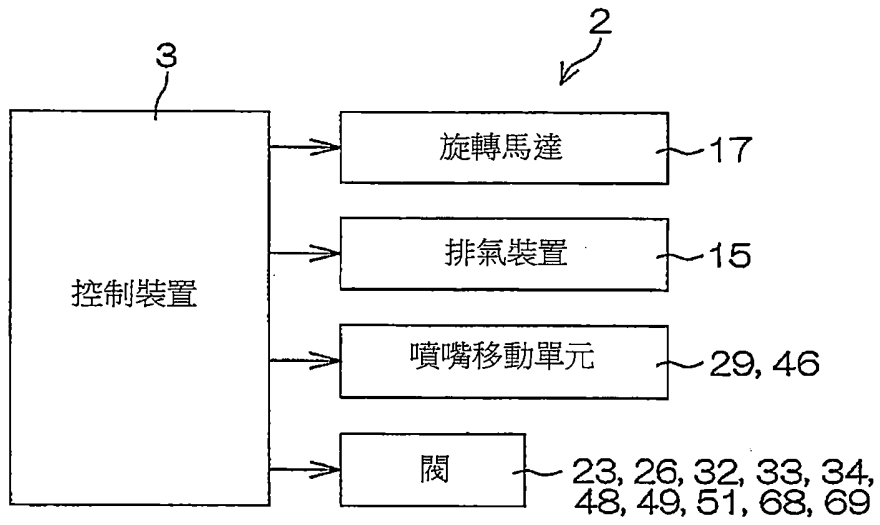 2
3
旋轉馬達
17
排氣裝置
15
控制裝置
噴嘴移動單元
29, 46
閥
23, 26, 32, 33, 34,
48, 49, 51, 68, 69